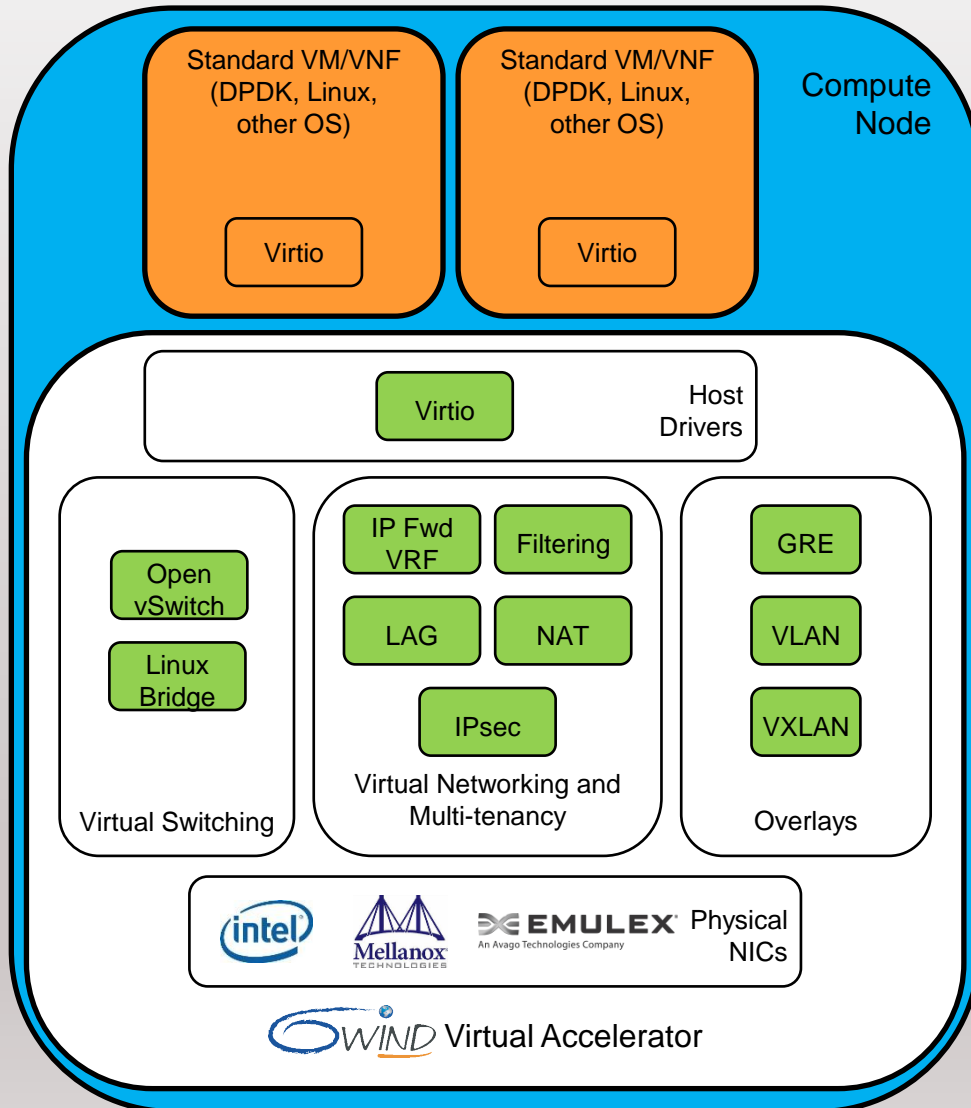 Standard VM/VNF
(DPDK, Linux,
other OS)
Virtio
Standard VM/VNF
(DPDK, Linux,
other OS)
Virtio
Compute
Node
Virtio
Host
Drivers
Open
vSwitch
Linux
Bridge
Virtual Switching
IP Fwd
VRF
Filtering
LAG
NAT
IPsec
Virtual Networking and
Multi-tenancy
GRE
VLAN
VXLAN
Overlays
intel
Mellanox
TECHNOLOGIES
EMULEX
An Avago Technologies Company
Physical
NICs
6WIND Virtual Accelerator